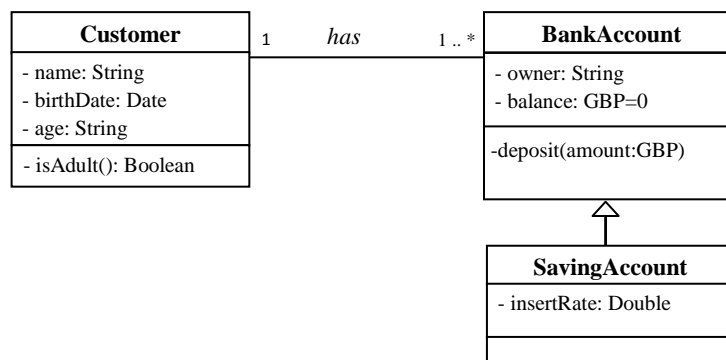 Customer
- name: String
- birthDate: Date
- age: String
- isAdult(): Boolean
1 has 1 .. *
BankAccount
- owner: String
- balance: GBP=0
-deposit(amount:GBP)
SavingAccount
- insertRate: Double